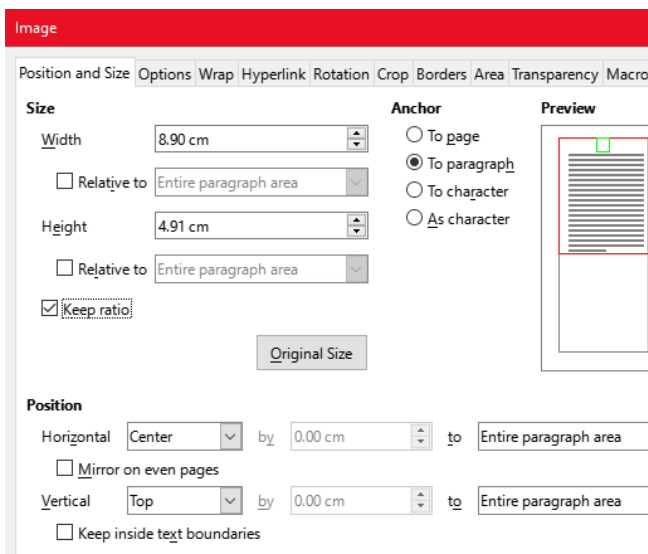 Image
Position and Size Options Wrap Hyperlink Rotation Crop Borders Area Transparency Macro
Size
Anchor
Preview
Width 8.90 cm
To page
Relative to Entire paragraph area
To paragraph
To character
Height 4.91 cm
As character
Relative to Entire paragraph area
Keep ratio
Original Size
Position
Horizontal Center by 0.00 cm to Entire paragraph area
Mirror on even pages
Vertical Top by 0.00 cm to Entire paragraph area
Keep inside text boundaries